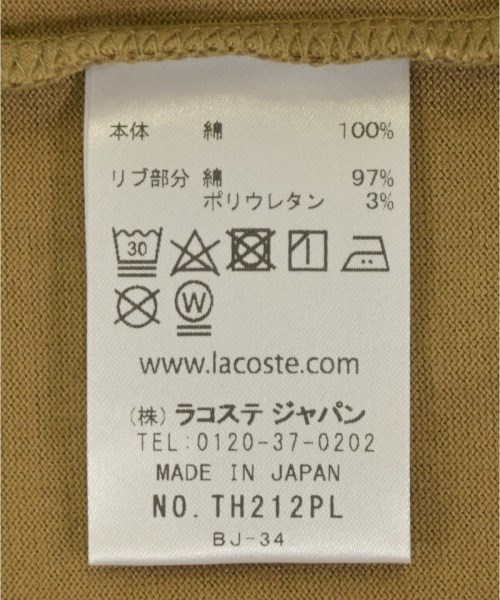 本体 綿 100%
リブ部分 綿 97%
ポリウレタン 3%
30
W
www.lacoste.com
(株) ラコステ ジャパン
TEL:0120-37-0202
MADE IN JAPAN
NO. TH212PL
BJ-34